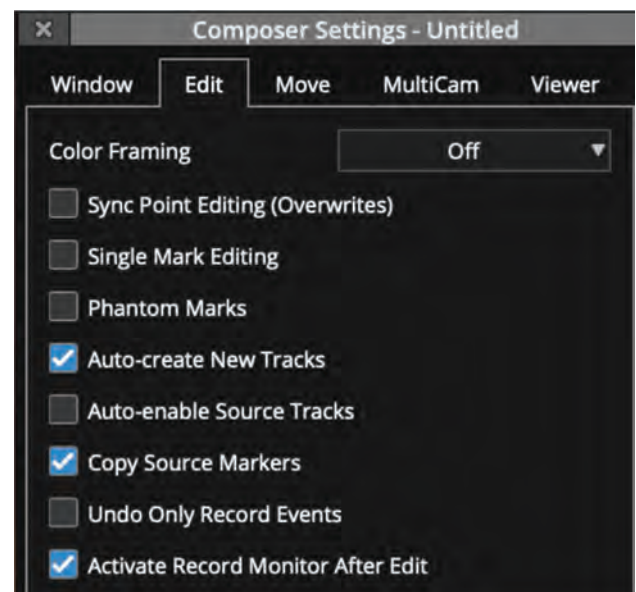 Composer Settings - Untitled
Window Edit Move MultiCam Viewer
Color Framing Off
Sync Point Editing (Overwrites)
Single Mark Editing
Phantom Marks
Auto-create New Tracks
Auto-enable Source Tracks
Copy Source Markers
Undo Only Record Events
Activate Record Monitor After Edit